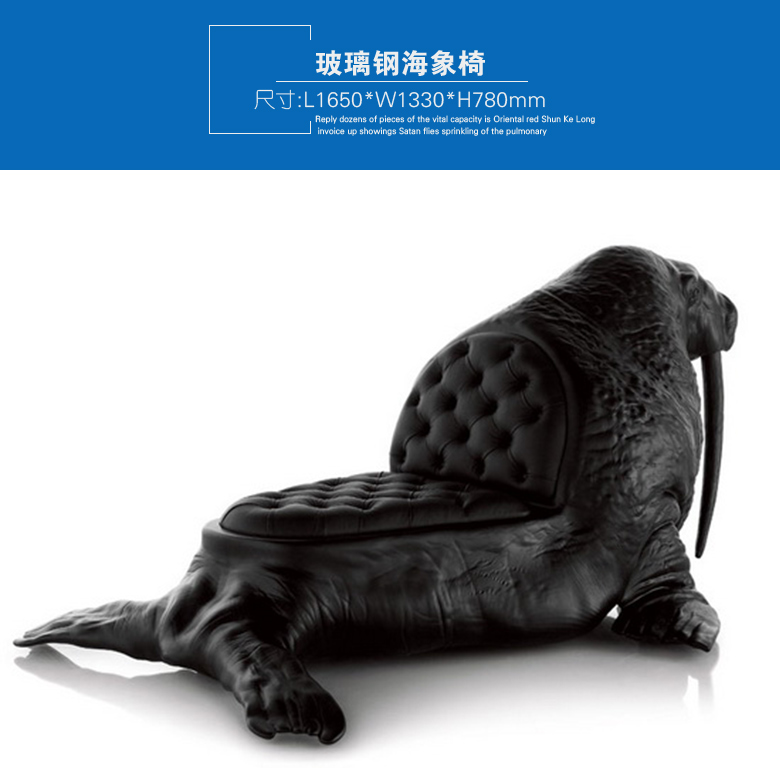 玻璃钢海象椅
尺寸:L1650*W1330*H780mm
Reply dozens of pieces of the vital capacity is Oriental red Shun Ke Long
invoice up showings Satan flies sprinkling of the pulmonary